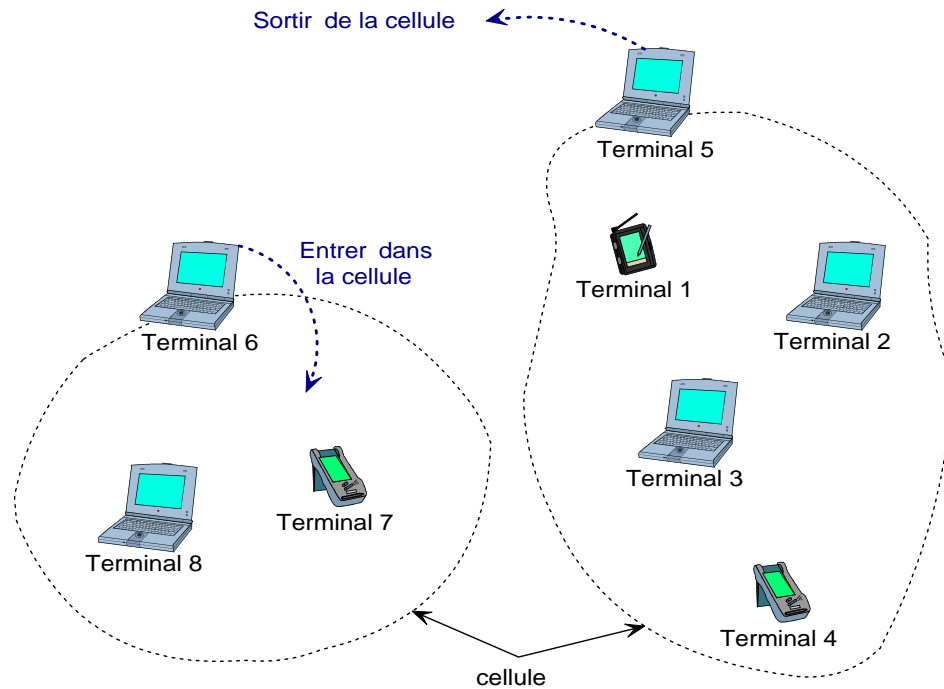 Sortir de la cellule
Terminal 5
Entrer dans
la cellule
Terminal 1
Terminal 6
Terminal 2
Terminal 3
Terminal 7
Terminal 8
Terminal 4
cellule